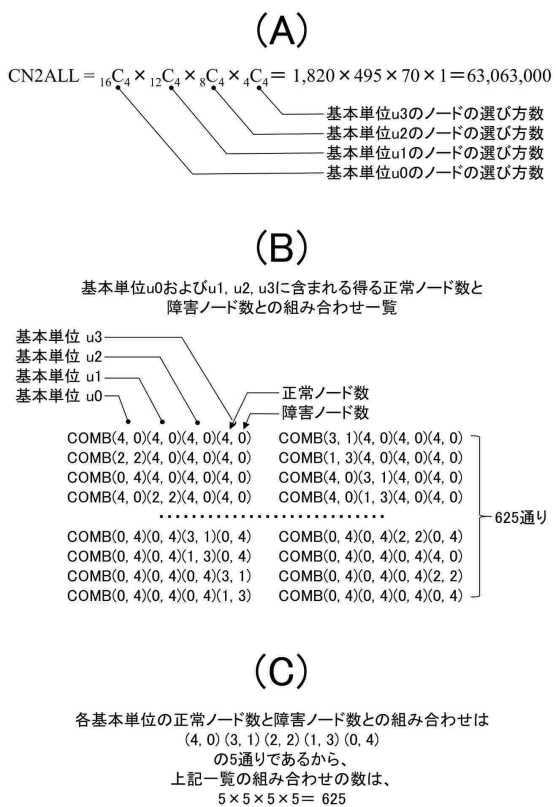 (A)
CN2ALL = 16C4 × 12C4 × 8C4 × 4C4 = 1,820×495×70×1=63,063,000
基本単位u3のノードの選び方数
基本単位u2のノードの選び方数
基本単位u1のノードの選び方数
基本単位u0のノードの選び方数
(B)
基本単位u0およびu1, u2, u3に含まれる得る正常ノード数と
障害ノード数との組み合わせ一覧
基本単位 u3
基本単位 u2
基本単位 u1
基本単位 u0
正常ノード数
障害ノード数
COMB(4, 0)(4, 0)(4, 0)(4, 0) COMB(3, 1)(4, 0)(4, 0)(4, 0)
COMB(2, 2)(4, 0)(4, 0)(4, 0) COMB(1, 3)(4, 0)(4, 0)(4, 0)
COMB(0, 4)(4, 0)(4, 0)(4, 0) COMB(4, 0)(3, 1)(4, 0)(4, 0)
COMB(4, 0)(2, 2)(4, 0)(4, 0) COMB(4, 0)(1, 3)(4, 0)(4, 0)
625通り
COMB(0, 4)(0, 4)(3, 1)(0, 4) COMB(0, 4)(0, 4)(2, 2)(0, 4)
COMB(0, 4)(0, 4)(1, 3)(0, 4) COMB(0, 4)(0, 4)(0, 4)(4, 0)
COMB(0, 4)(0, 4)(0, 4)(3, 1) COMB(0, 4)(0, 4)(0, 4)(2, 2)
COMB(0, 4)(0, 4)(0, 4)(1, 3) COMB(0, 4)(0, 4)(0, 4)(0, 4)
(C)
各基本単位の正常ノード数と障害ノード数との組み合わせは
(4, 0) (3, 1) (2, 2) (1, 3) (0, 4)
の5通りであるから、
上記一覧の組み合わせの数は、
5×5×5×5= 625